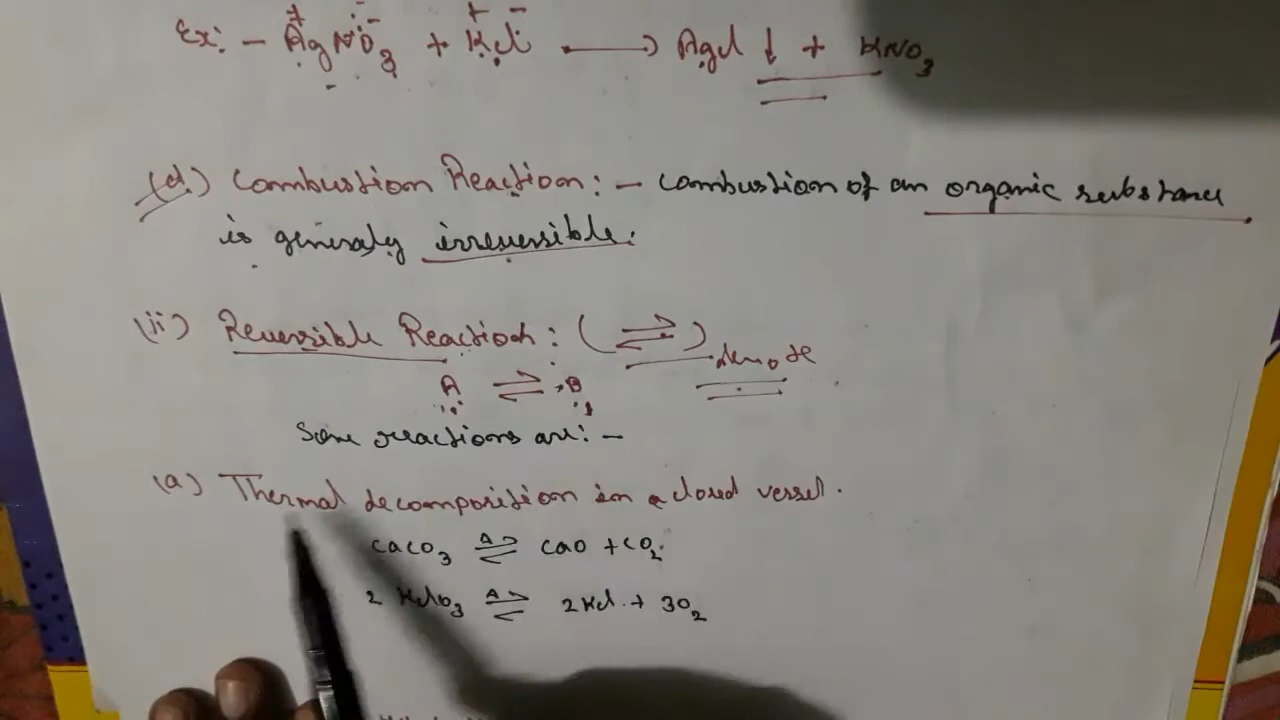 Ex: - AgNO3 + KCl ⟶ AgCl ↓ + KNO3
(d.) Combustion Reaction: - combustion of an organic substance
is generaly irreversible.
(ii) Reversible Reaction: ( ⇌ ) denote
A ⇌ B
Some reactions are: -
(a) Thermal decomposition in a closed vessel.
CaCO3 ⇌ CaO + CO2
2 KClO3 ⇌ 2KCl + 3O2